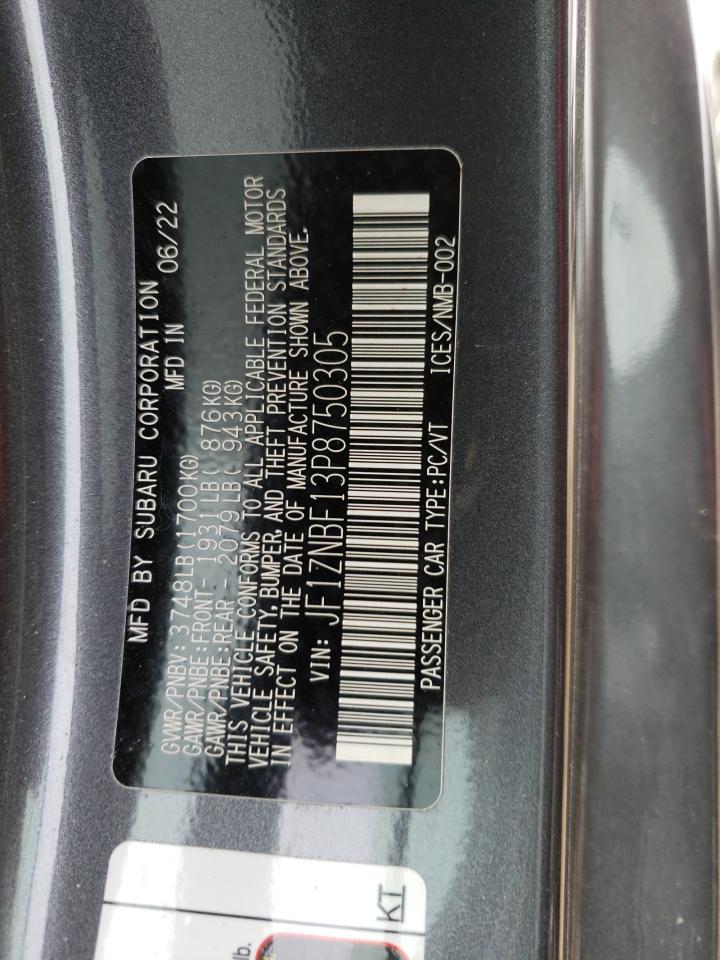 MFD BY SUBARU CORPORATION
MFD IN 06/22
GVWR/PNBV: 3748LB(1700KG)
GAWR/PNBE:FRONT- 1931LB( 876KG)
GAWR/PNBE:REAR - 2079LB( 943KG)
THIS VEHICLE CONFORMS TO ALL APPLICABLE FEDERAL MOTOR
VEHICLE SAFETY, BUMPER, AND THEFT PREVENTION STANDARDS
IN EFFECT ON THE DATE OF MANUFACTURE SHOWN ABOVE.
VIN: JF1ZNBF13P8750305
PASSENGER CAR TYPE:PC/VT ICES/NMB-002
lb.
KT